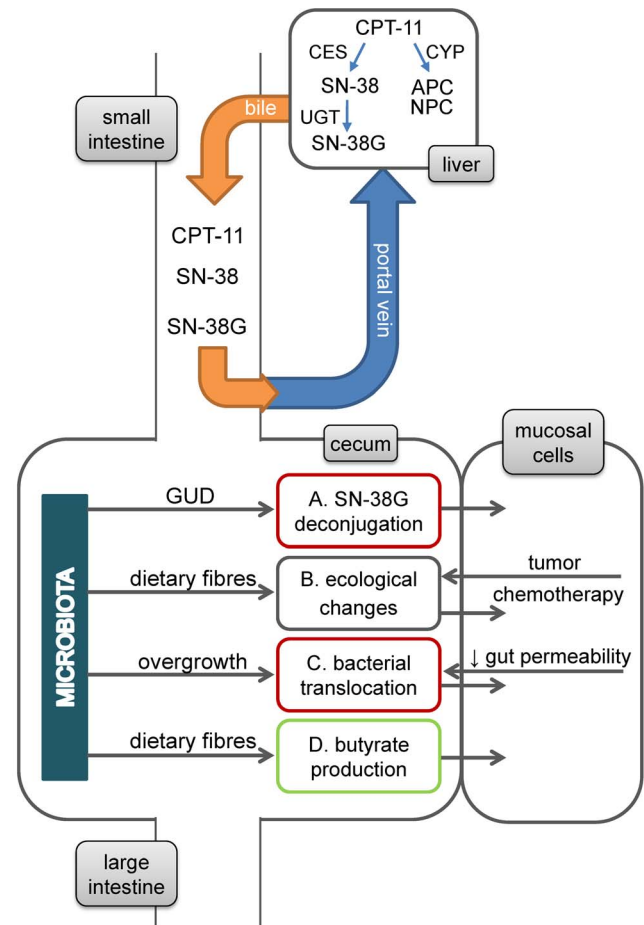 CPT-11
CES
CYP
SN-38
APC
NPC
UGT
SN-38G
liver
bile
small
intestine
CPT-11
SN-38
SN-38G
portal vein
cecum
mucosal
cells
MICROBIOTA
GUD
A. SN-38G
deconjugation
dietary fibres
B. ecological
changes
tumor
chemotherapy
overgrowth
C. bacterial
translocation
↓ gut permeability
dietary fibres
D. butyrate
production
large
intestine